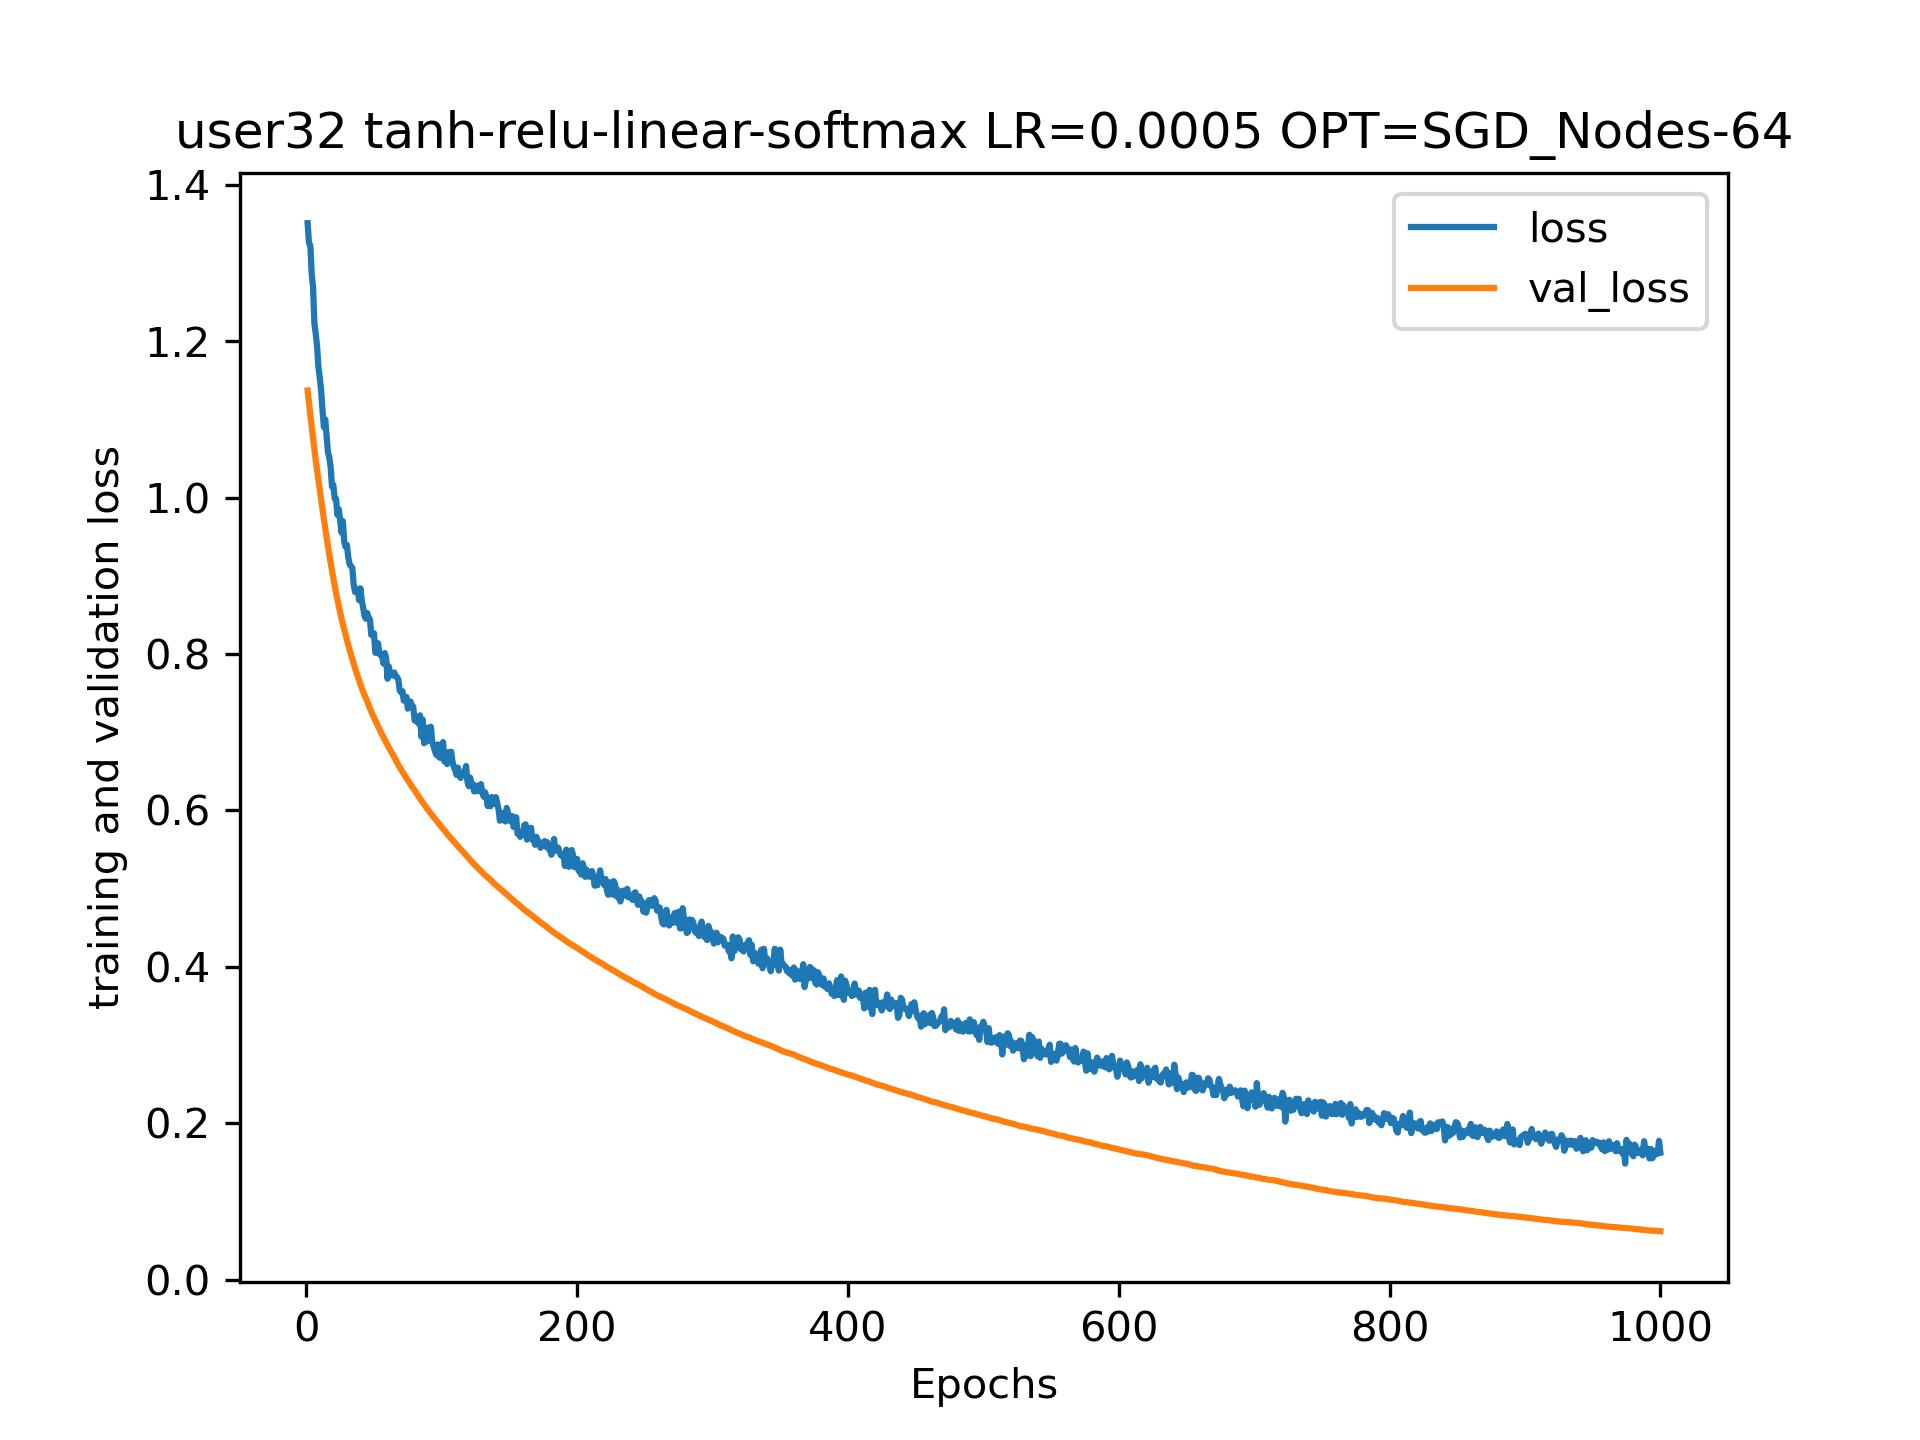 user32 tanh-relu-linear-softmax LR=0.0005 OPT=SGD_Nodes-64
loss
val_loss
training and validation loss
1.4
1.2
1.0
0.8
0.6
0.4
0.2
0.0
0 200 400 600 800 1000
Epochs